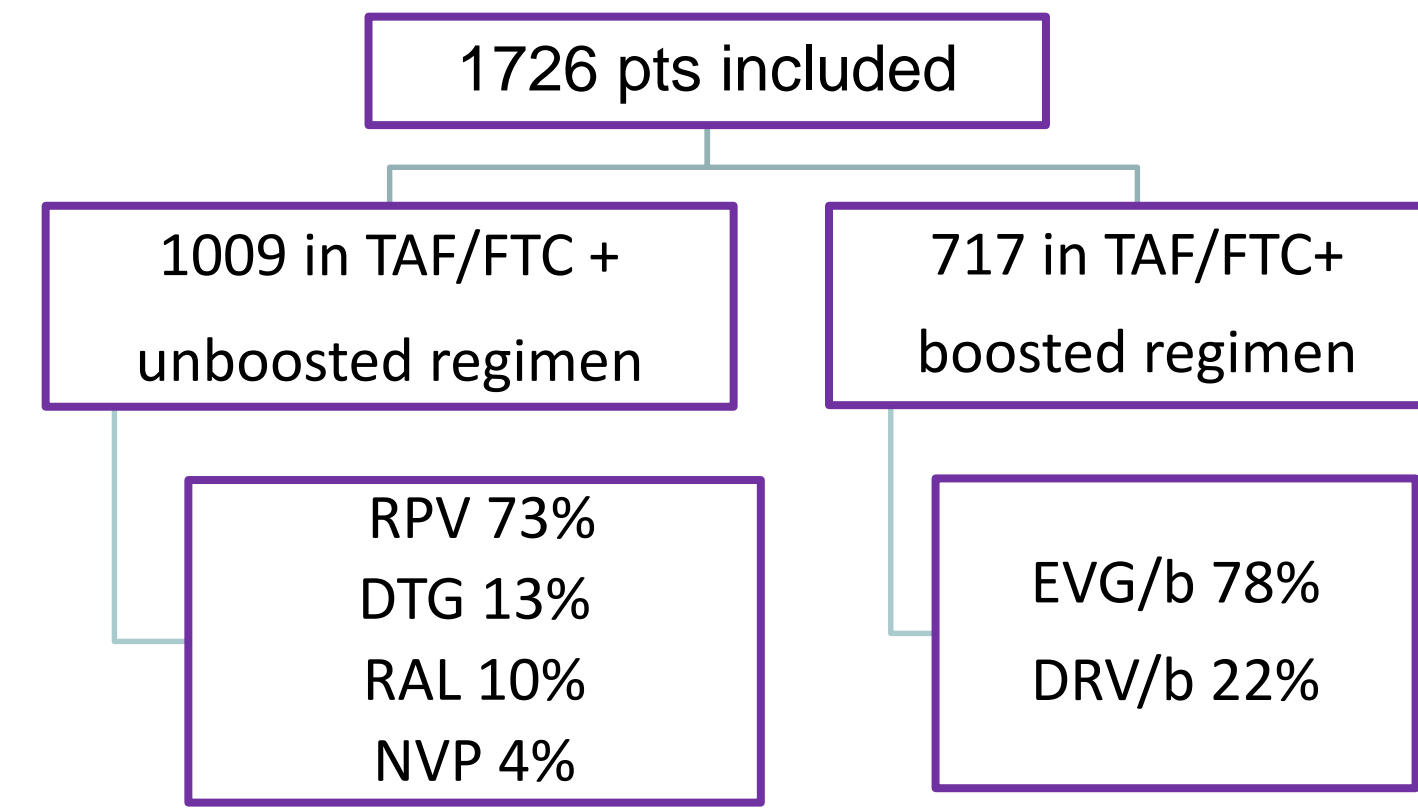 1726 pts included
1009 in TAF/FTC +
unboosted regimen
717 in TAF/FTC+
boosted regimen
RPV 73%
DTG 13%
RAL 10%
NVP 4%
EVG/b 78%
DRV/b 22%